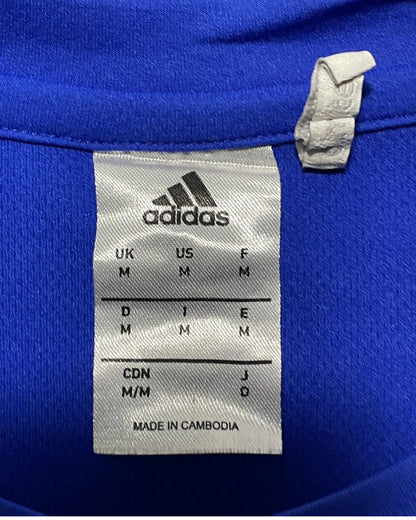 adidas
UK US F
M M M
D I E
M M M
CDN J
M/M O
MADE IN CAMBODIA